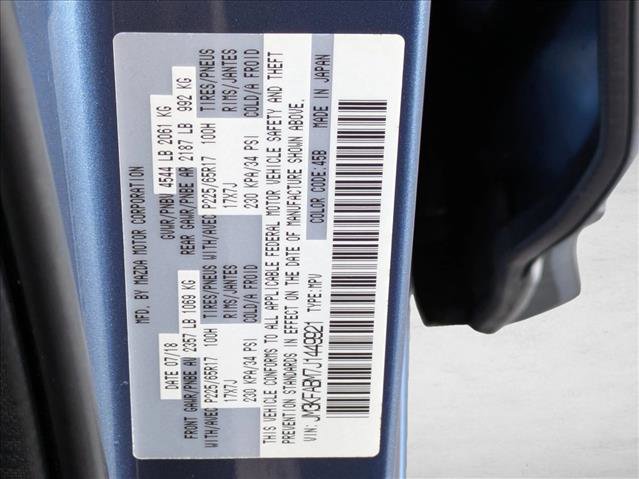 MFD. BY MAZDA MOTOR CORPORATION
DATE 07/18 GVWR/PNBV 4544 LB 2061 KG
FRONT GAWR/PNBE AV 2357 LB 1069 KG REAR GAWR/PNBE AR 2187 LB 992 KG
WITH/AVEC P225/65R17 100H TIRES/PNEUS WITH/AVEC P225/65R17 100H TIRES/PNEUS
17X7J RIMS/JANTES 17X7J RIMS/JANTES
230 KPA/34 PSI COLD/A FROID 230 KPA/34 PSI COLD/A FROID
THIS VEHICLE CONFORMS TO ALL APPLICABLE FEDERAL MOTOR VEHICLE SAFETY AND THEFT
PREVENTION STANDARDS IN EFFECT ON THE DATE OF MANUFACTURE SHOWN ABOVE.
VIN: JM3KFABM7J1449921 TYPE: MPV
COLOR CODE: 45B MADE IN JAPAN